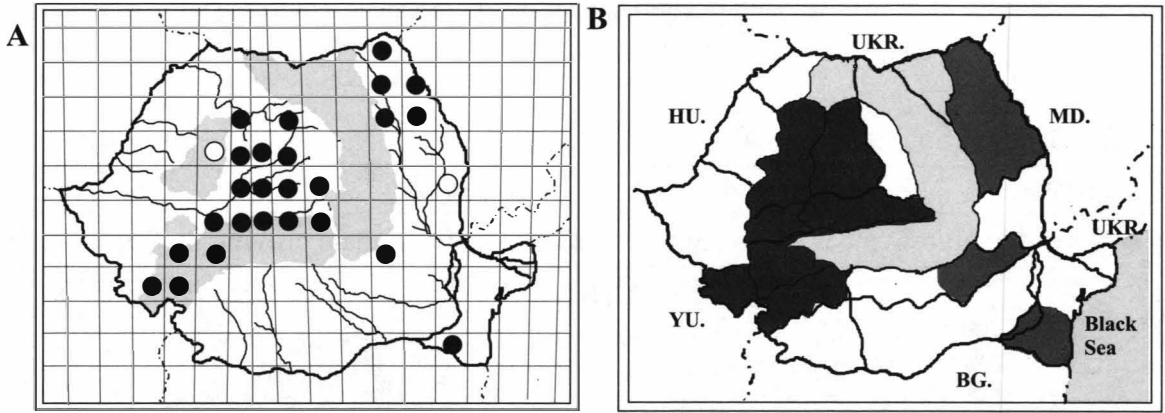 A
B
UKR.
HU.
MD.
UKR.
YU.
Black
Sea
BG.